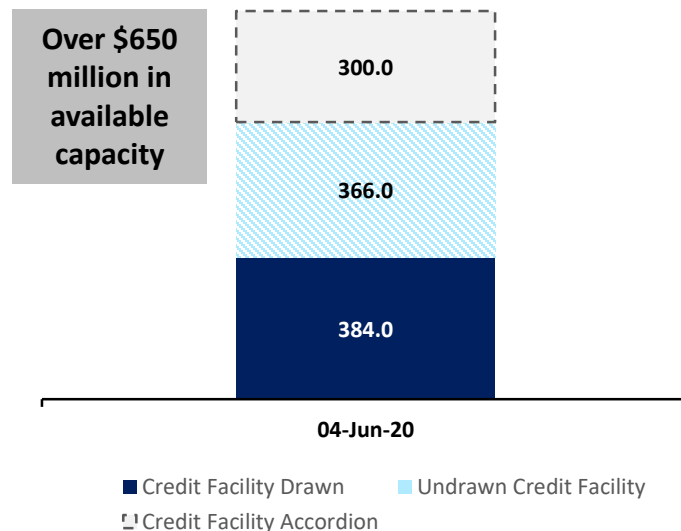 Over $650
million in
available
capacity
300.0
366.0
384.0
04-Jun-20
Credit Facility Drawn
Undrawn Credit Facility
Credit Facility Accordion